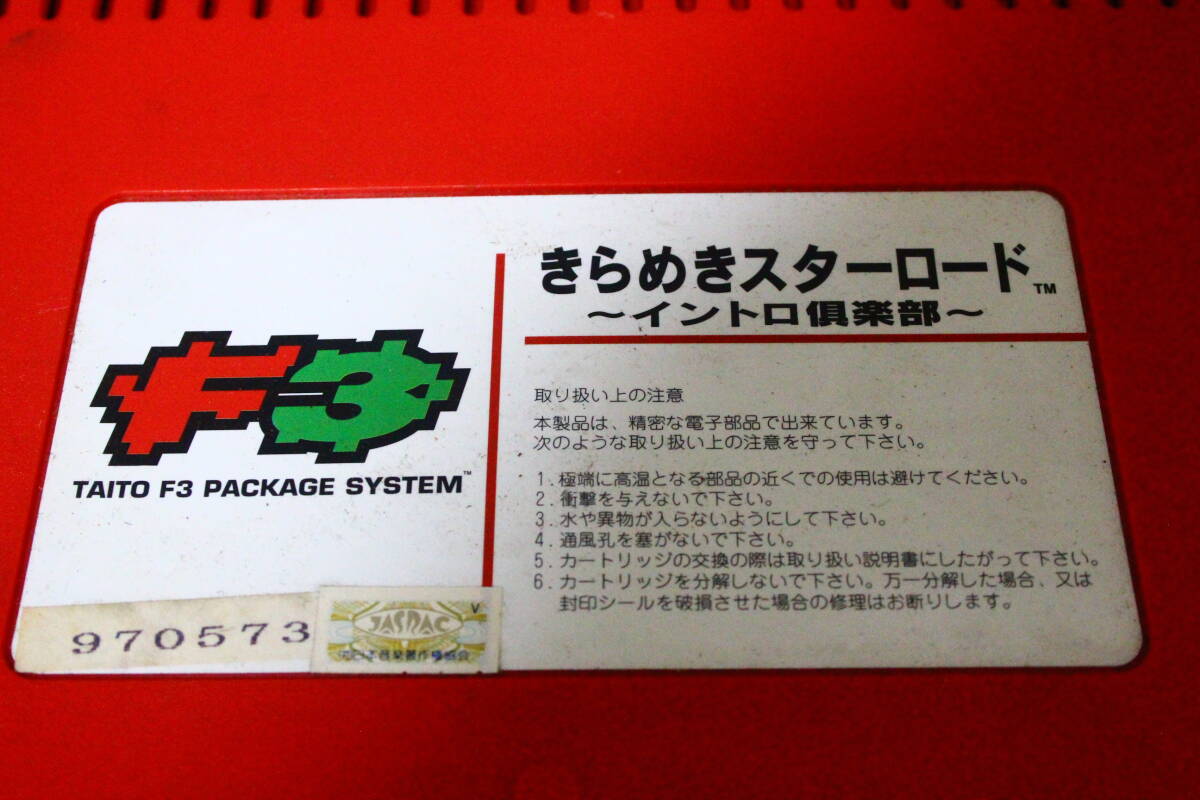 きらめきスターロード™
～イントロ倶楽部～
F3
TAITO F3 PACKAGE SYSTEM™
取り扱い上の注意
本製品は、精密な電子部品で出来ています。
次のような取り扱い上の注意を守って下さい。
1. 極端に高温となる部品の近くでの使用は避けてください。
2. 衝撃を与えないで下さい。
3. 水や異物が入らないようにして下さい。
4. 通風孔を塞がないで下さい。
5. カートリッジの交換の際は取り扱い説明書にしたがって下さい。
6. カートリッジを分解しないで下さい。万一分解した場合、又は
封印シールを破損させた場合の修理はお断りします。
970573
V
JASRAC
日本音楽著作権協会